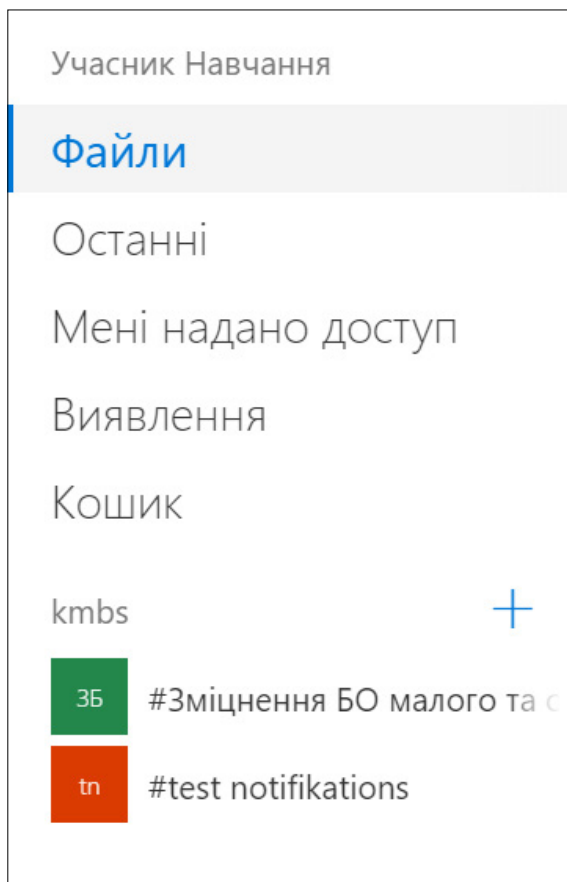 Учасник Навчання
Файли
Останні
Мені надано доступ
Виявлення
Кошик
kmbs
ЗБ
#Зміцнення БО малого та с
tn
#test notifikations